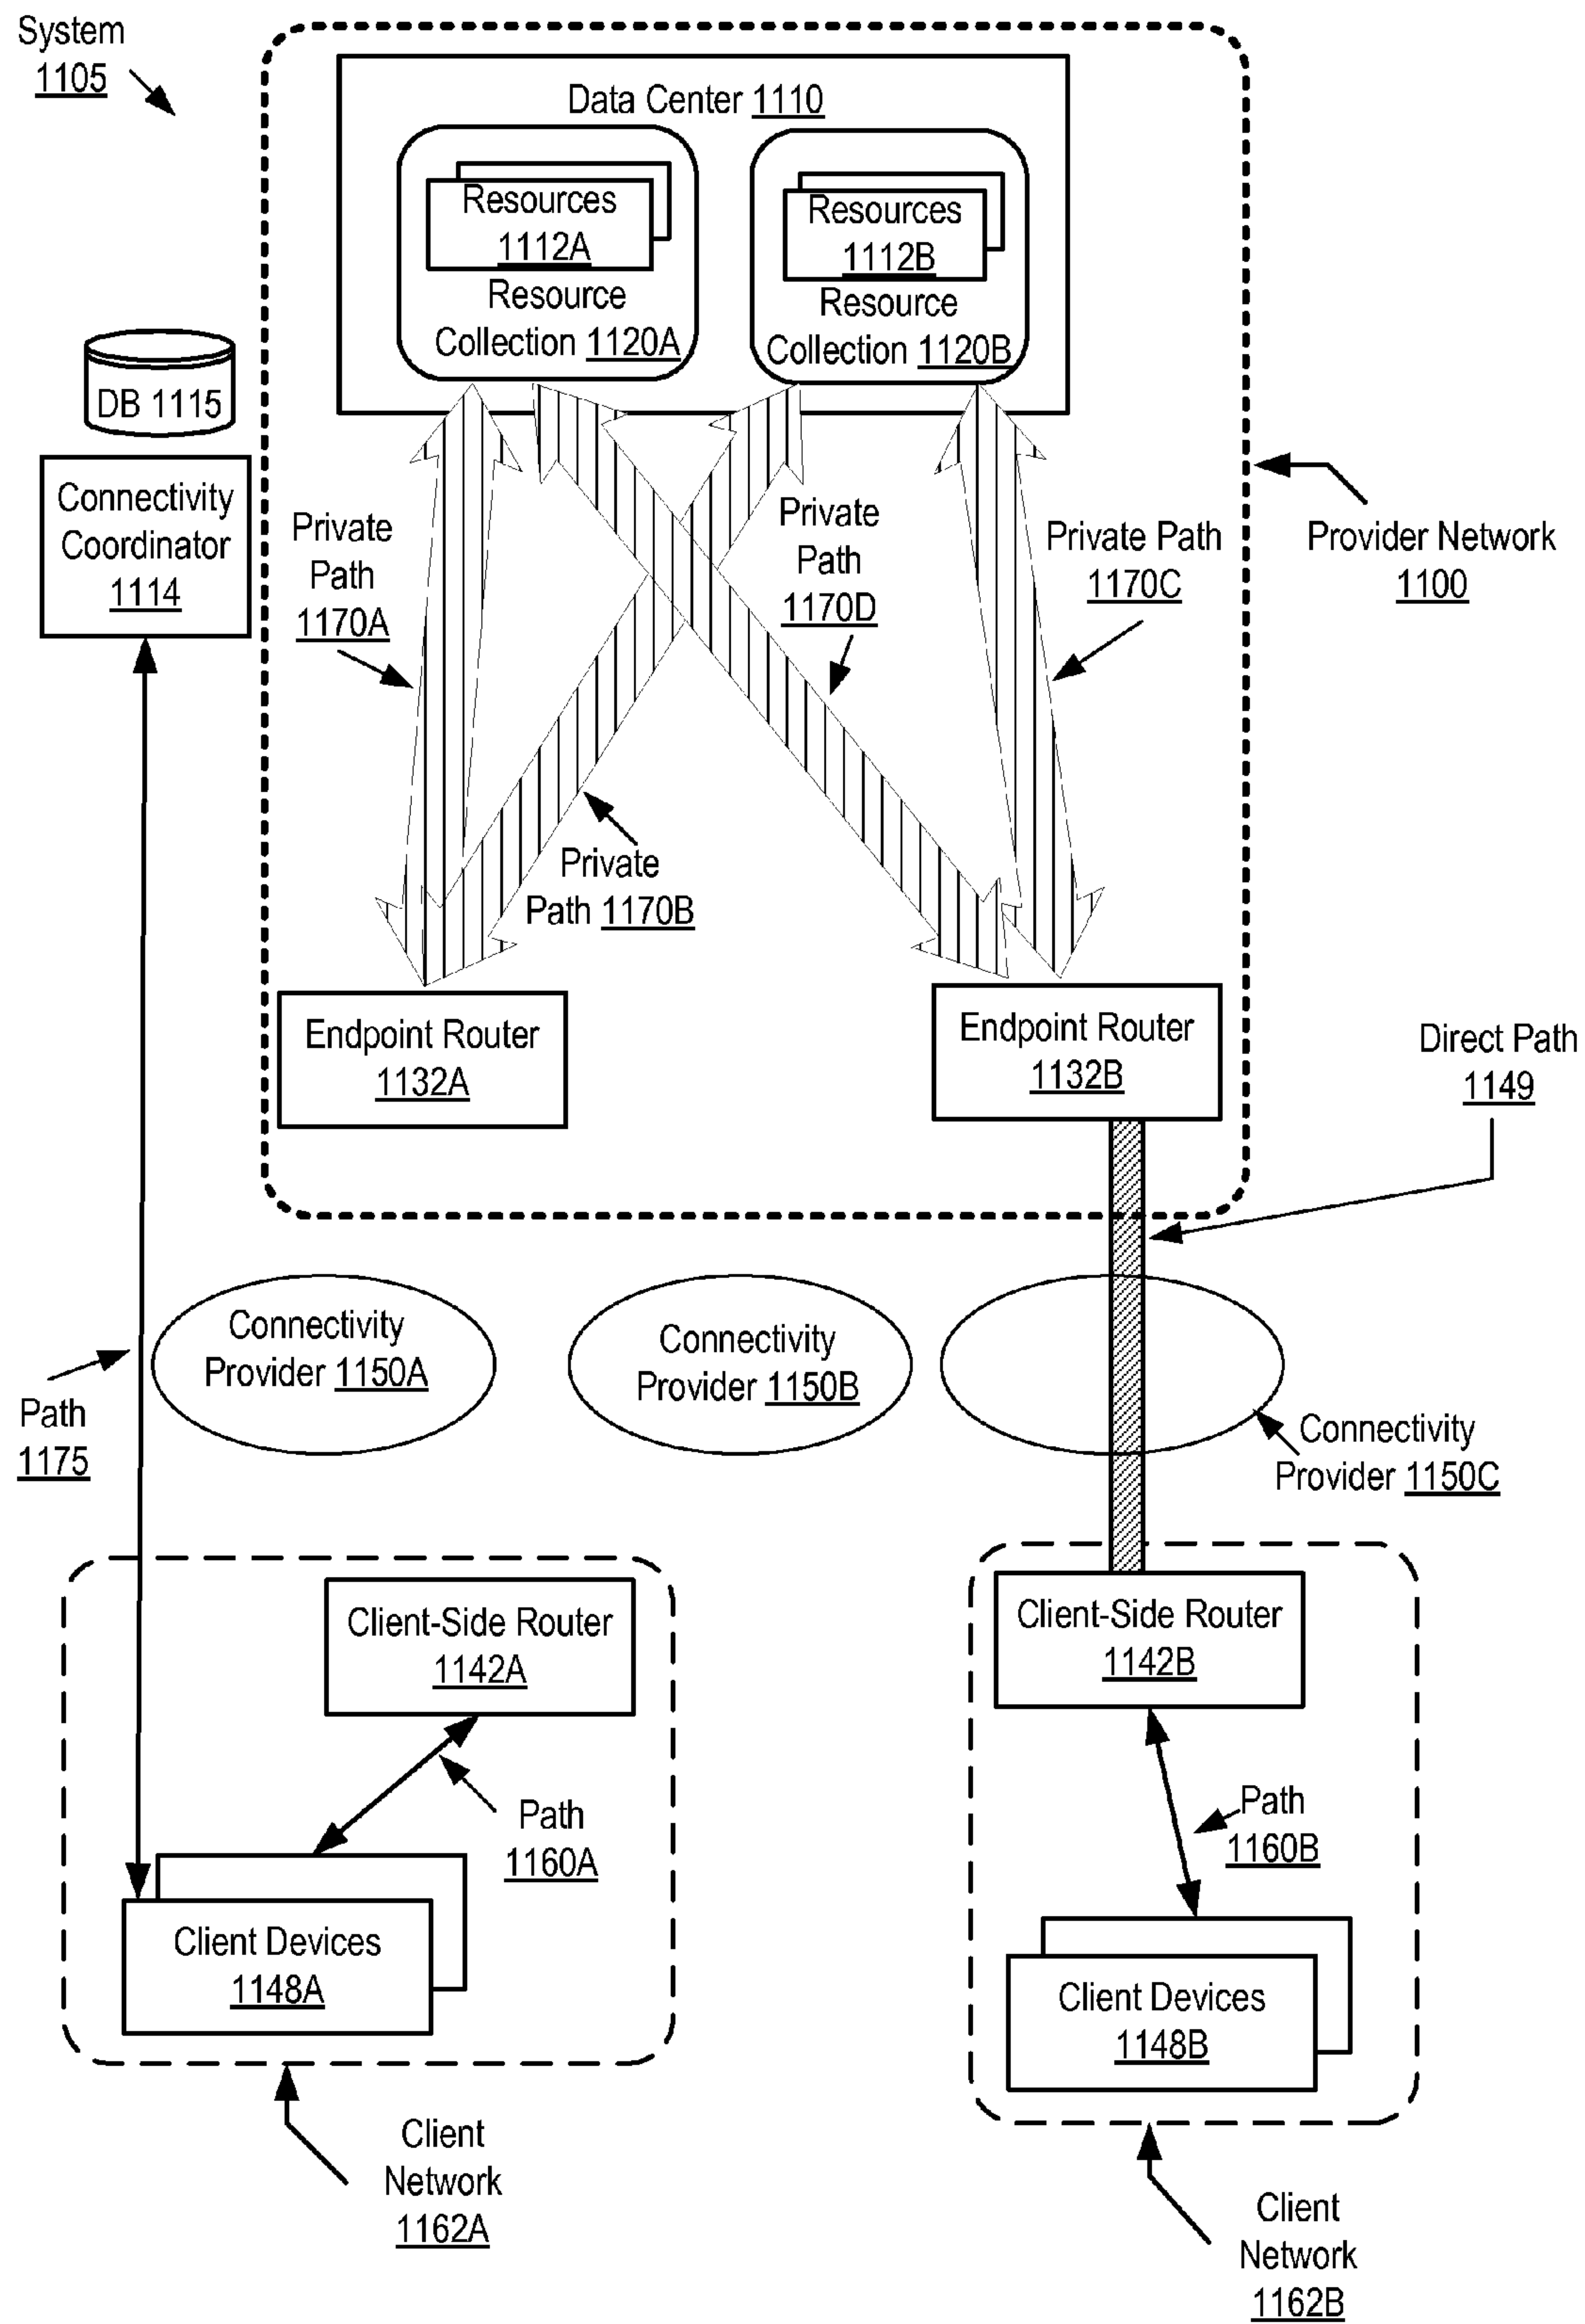 System
1105
Data Center 1110
Resources
1112A
Resource
Collection 1120A
Resources
1112B
Resource
Collection 1120B
DB 1115
Connectivity
Coordinator
1114
Private
Path
1170A
Private
Path
1170D
Private Path
1170C
Provider Network
1100
Private
Path 1170B
Endpoint Router
1132A
Endpoint Router
1132B
Direct Path
1149
Connectivity
Provider 1150A
Connectivity
Provider 1150B
Connectivity
Provider 1150C
Path
1175
Client-Side Router
1142A
Client-Side Router
1142B
Path
1160A
Path
1160B
Client Devices
1148A
Client Devices
1148B
Client
Network
1162A
Client
Network
1162B